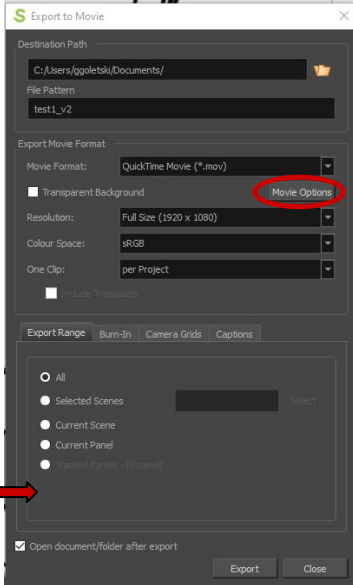 S Export to Movie
Destination Path
C:/Users/ggoletski/Documents/
File Pattern
test1_v2
Export Movie Format
Movie Format: QuickTime Movie (*.mov)
Transparent Background Movie Options
Resolution: Full Size (1920 x 1080)
Colour Space: sRGB
One Clip: per Project
Include Transitions
Export Range Burn-In Camera Grids Captions
All
Selected Scenes Select
Current Scene
Current Panel
Tracked Panels - [0 panel]
Open document/folder after export
Export Close